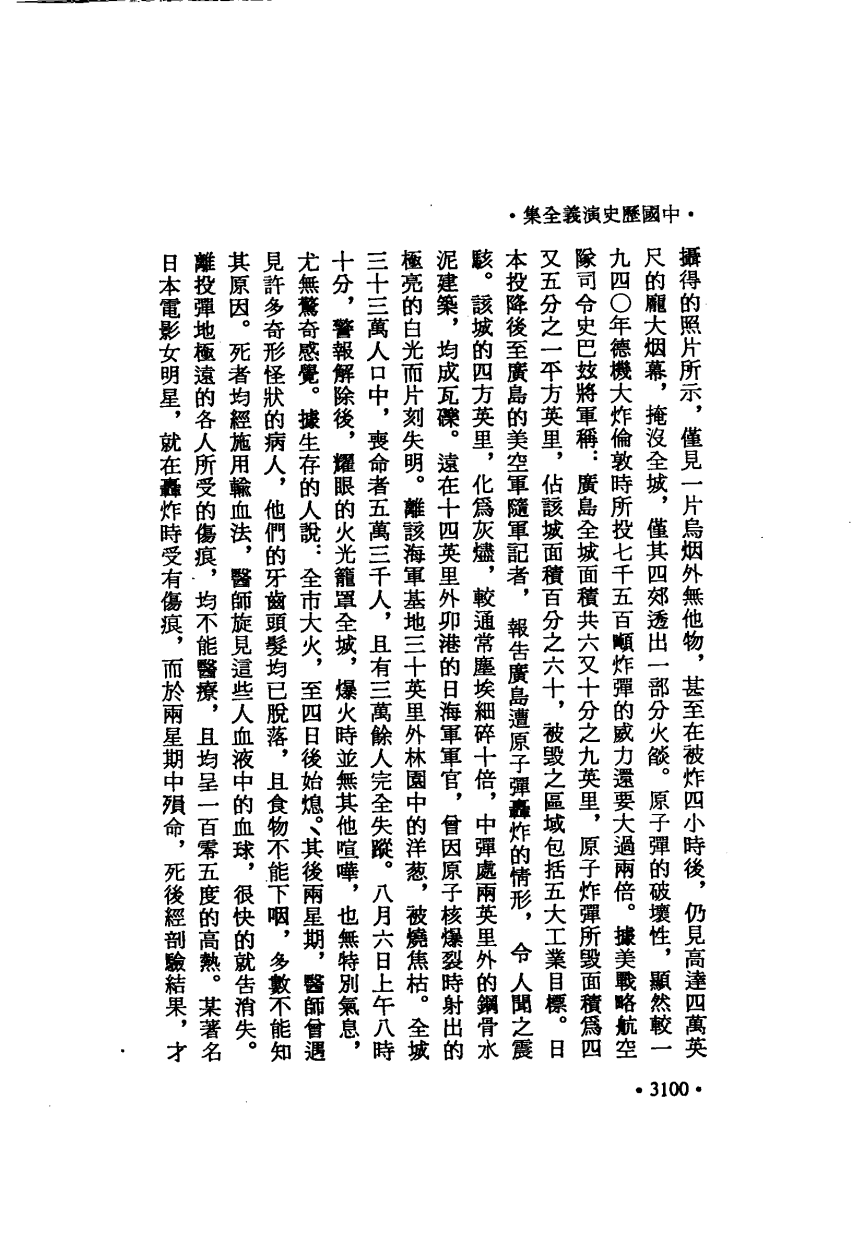 •中國歷史演義全集•
攝得的照片所示，僅見一片烏烟外無他物，甚至在被炸四小時後，仍見高達四萬英
尺的龐大烟幕，掩沒全城，僅其四郊透出一部分火燄。原子彈的破壞性，顯然較一
九四〇年德機大炸倫敦時所投七千五百噸炸彈的威力還要大過兩倍。據美戰略航空
隊司令史巴玆將軍稱：廣島全城面積共六又十分之九英里，原子炸彈所毀面積爲四
又五分之一平方英里，佔該城面積百分之六十，被毀之區域包括五大工業目標。日
本投降後至廣島的美空軍隨軍記者，報告廣島遭原子彈轟炸的情形，令人聞之震
駭。該城的四方英里，化爲灰燼，較通常塵埃細碎十倍，中彈處兩英里外的鋼骨水
泥建築，均成瓦礫。遠在十四英里外卯港的日海軍軍官，曾因原子核爆裂時射出的
極亮的白光而片刻失明。離該海軍基地三十英里外林園中的洋葱，被燒焦枯。全城
三十三萬人口中，喪命者五萬三千人，且有三萬餘人完全失蹤。八月六日上午八時
十分，警報解除後，耀眼的火光籠罩全城，爆火時並無其他喧嘩，也無特別氣息，
尤無驚奇感覺。據生存的人說：全市大火，至四日後始熄。其後兩星期，醫師曾遇
見許多奇形怪狀的病人，他們的牙齒頭髮均已脫落，且食物不能下咽，多數不能知
其原因。死者均經施用輸血法，醫師旋見這些人血液中的血球，很快的就告消失。
離投彈地極遠的各人所受的傷痕，均不能醫療，且均呈一百零五度的高熱。某著名
日本電影女明星，就在轟炸時受有傷痕，而於兩星期中殞命，死後經剖驗結果，才
•3100•